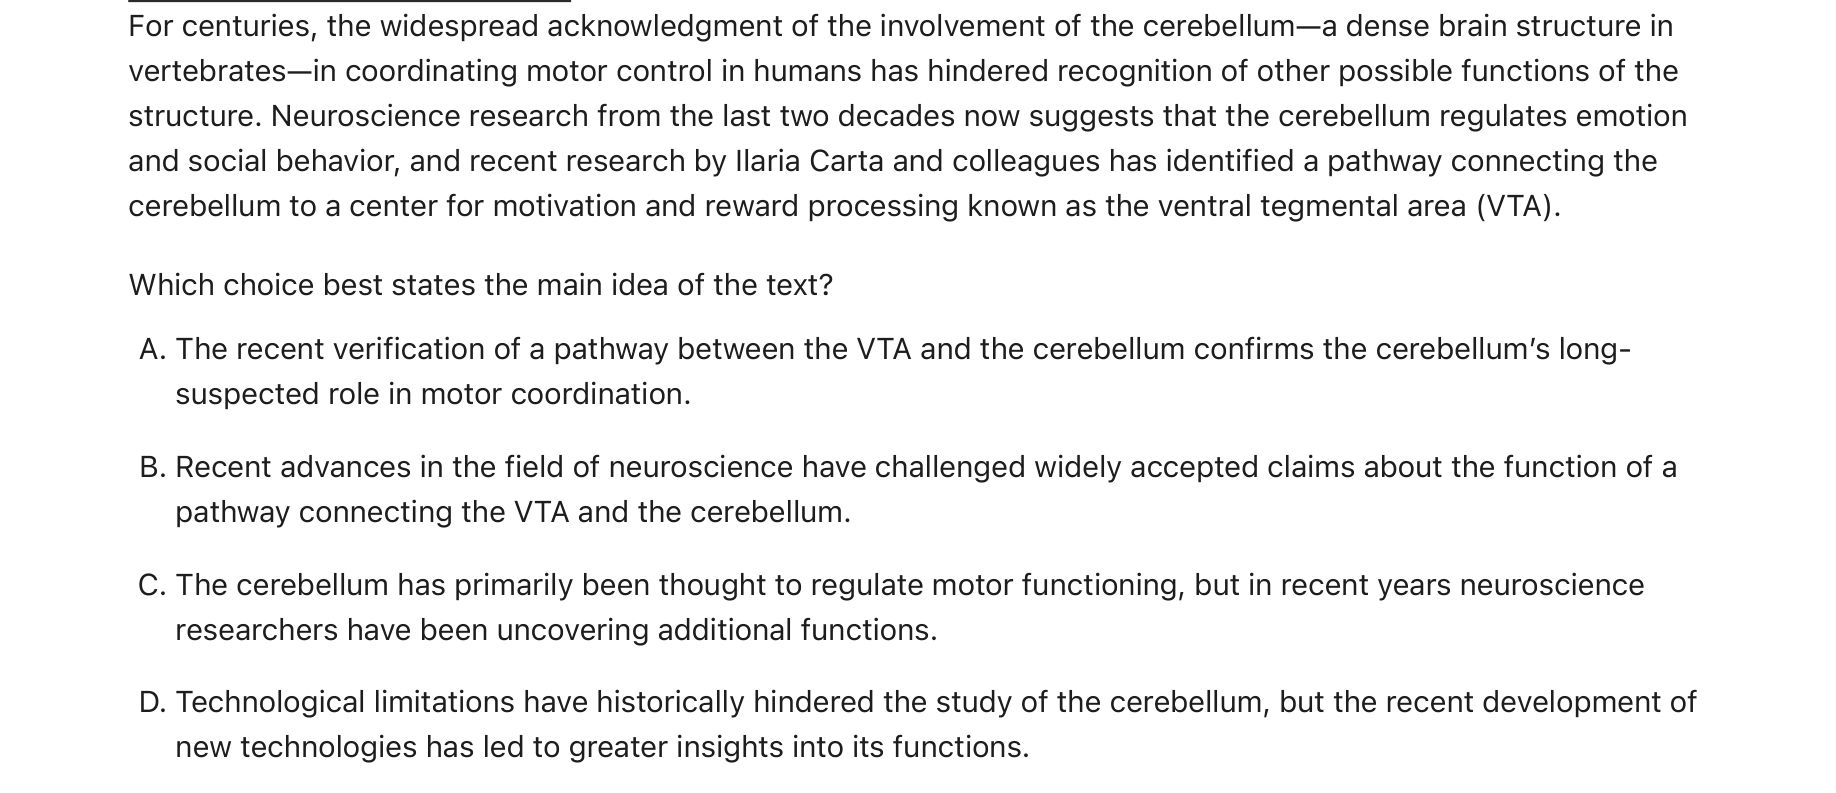 For centuries, the widespread acknowledgment of the involvement of the cerebellum—a dense brain structure in
vertebrates—in coordinating motor control in humans has hindered recognition of other possible functions of the
structure. Neuroscience research from the last two decades now suggests that the cerebellum regulates emotion
and social behavior, and recent research by Ilaria Carta and colleagues has identified a pathway connecting the
cerebellum to a center for motivation and reward processing known as the ventral tegmental area (VTA).
Which choice best states the main idea of the text?
A. The recent verification of a pathway between the VTA and the cerebellum confirms the cerebellum’s long-
suspected role in motor coordination.
B. Recent advances in the field of neuroscience have challenged widely accepted claims about the function of a
pathway connecting the VTA and the cerebellum.
C. The cerebellum has primarily been thought to regulate motor functioning, but in recent years neuroscience
researchers have been uncovering additional functions.
D. Technological limitations have historically hindered the study of the cerebellum, but the recent development of
new technologies has led to greater insights into its functions.